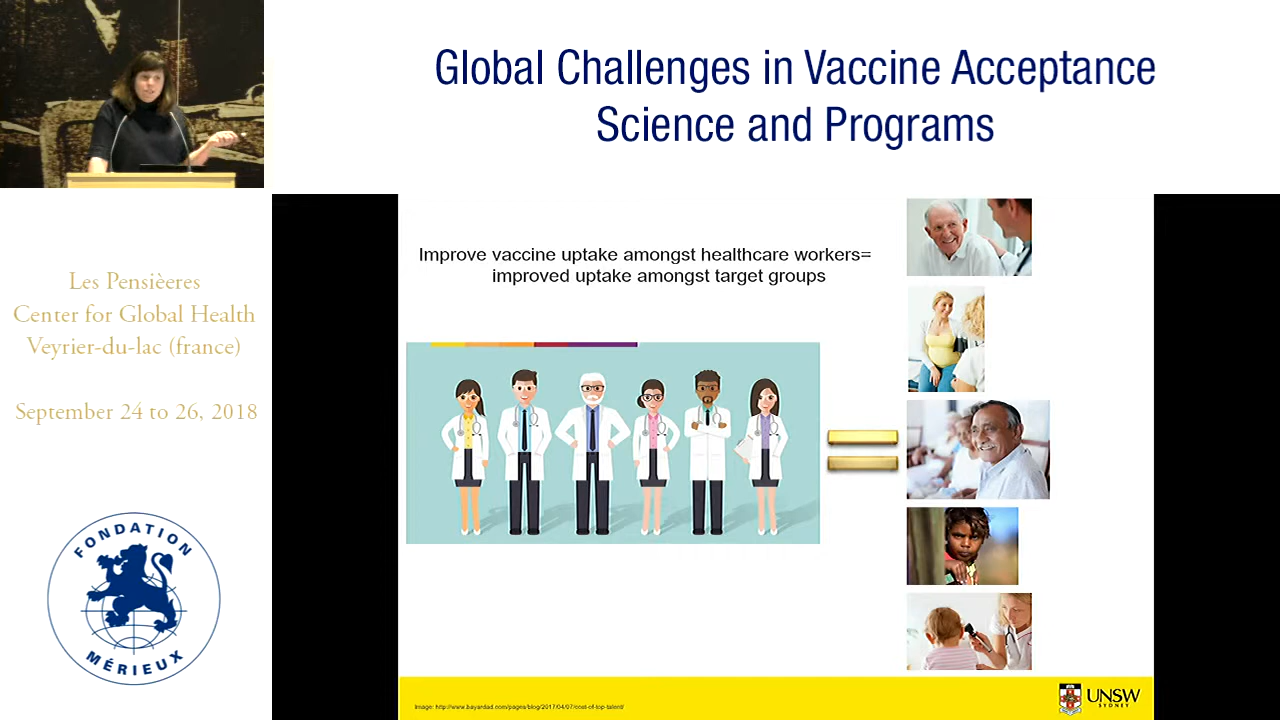 Global Challenges in Vaccine Acceptance
Science and Programs
Les Pensièeres
Center for Global Health
Veyrier-du-lac (france)
September 24 to 26, 2018
FONDATION
MÉRIEUX
Improve vaccine uptake amongst healthcare workers=
improved uptake amongst target groups
Image: http://www.bayardad.com/pages/blog/2017/04/07/cost-of-top-talent/
UNSW
SYDNEY